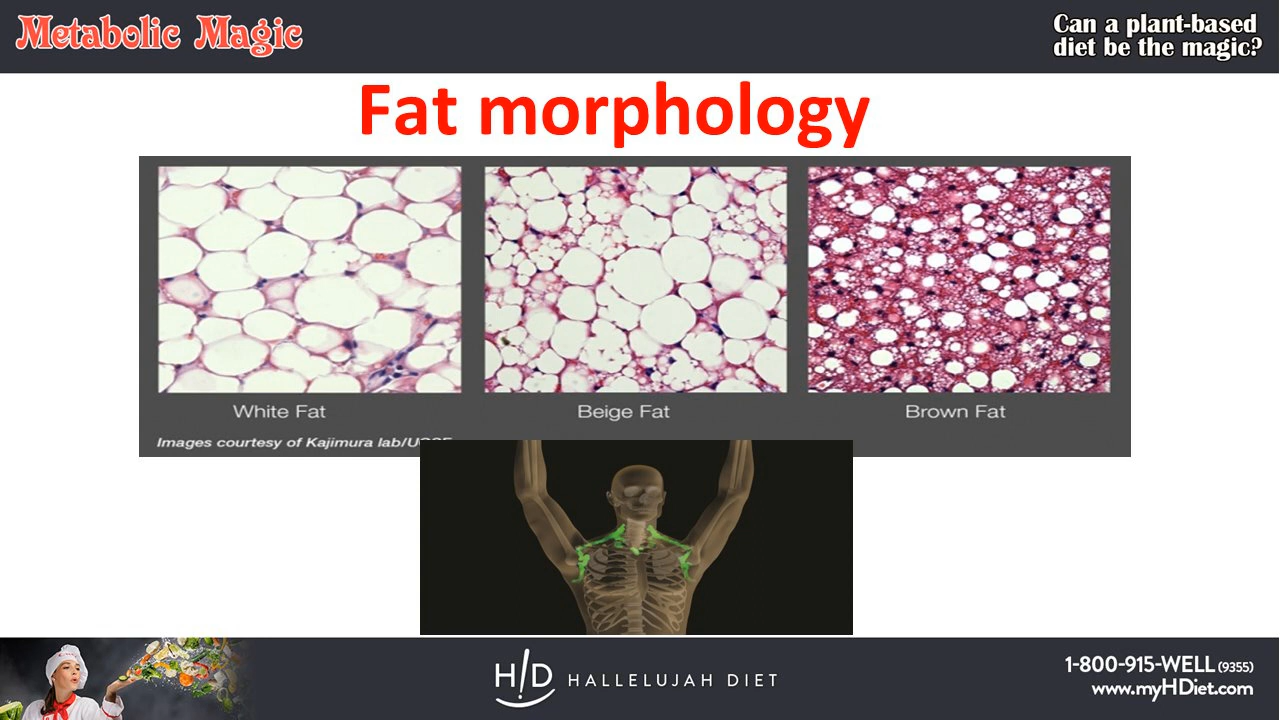 Metabolic Magic
Can a plant-based
diet be the magic?
Fat morphology
White Fat
Beige Fat
Brown Fat
Images courtesy of Kajimura lab/UCSF
H!D HALLELUJAH DIET
1-800-915-WELL (9355)
www.myHDiet.com